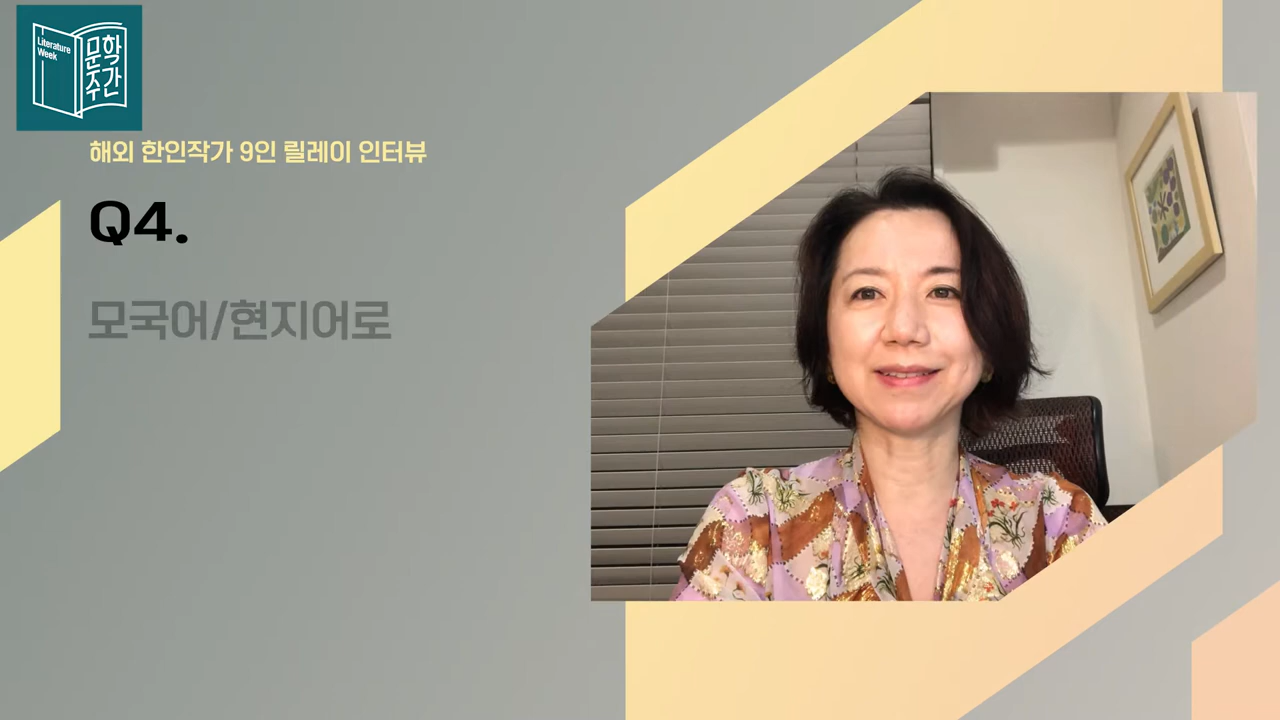 Literature
Week
문학
주간
해외 한인작가 9인 릴레이 인터뷰
Q4.
모국어/현지어로